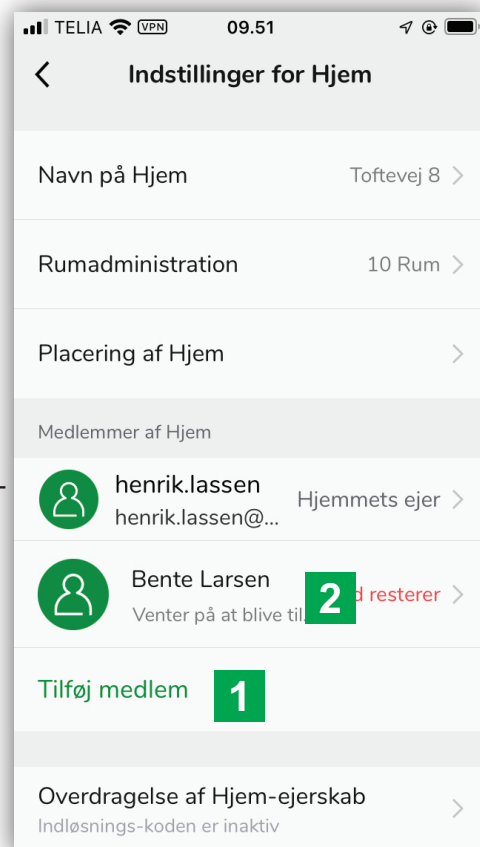 TELIA VPN 09.51
Indstillinger for Hjem
Navn på Hjem Toftevej 8
Rumadministration 10 Rum
Placering af Hjem
Medlemmer af Hjem
henrik.lassen Hjemmets ejer
henrik.lassen@...
Bente Larsen
2 d resterer
Venter på at blive til.
Tilføj medlem 1
Overdragelse af Hjem-ejerskab
Indløsnings-koden er inaktiv